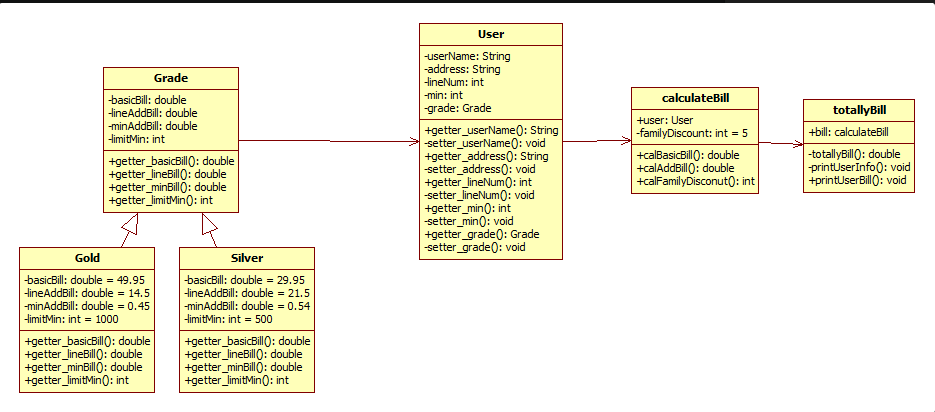 Grade
-basicBill: double
-lineAddBill: double
-minAddBill: double
-limitMin: int
+getter_basicBill(): double
+getter_lineBill(): double
+getter_minBill(): double
+getter_limitMin(): int
Gold
-basicBill: double = 49.95
-lineAddBill: double = 14.5
-minAddBill: double = 0.45
-limitMin: int = 1000
+getter_basicBill(): double
+getter_lineBill(): double
+getter_minBill(): double
+getter_limitMin(): int
Silver
-basicBill: double = 29.95
-lineAddBill: double = 21.5
-minAddBill: double = 0.54
-limitMin: int = 500
+getter_basicBill(): double
+getter_lineBill(): double
+getter_minBill(): double
+getter_limitMin(): int
User
-userName: String
-address: String
-lineNum: int
-min: int
-grade: Grade
+getter_userName(): String
-setter_userName(): void
+getter_address(): String
-setter_address(): void
+getter_lineNum(): int
-setter_lineNum(): void
+getter_min(): int
-setter_min(): void
+getter_grade(): Grade
-setter_grade(): void
calculateBill
+user: User
-familyDiscount: int = 5
+calBasicBill(): double
+calAddBill(): double
+calFamilyDisconut(): int
totallyBill
+bill: calculateBill
-totallyBill(): double
-printUserInfo(): void
+printUserBill(): void